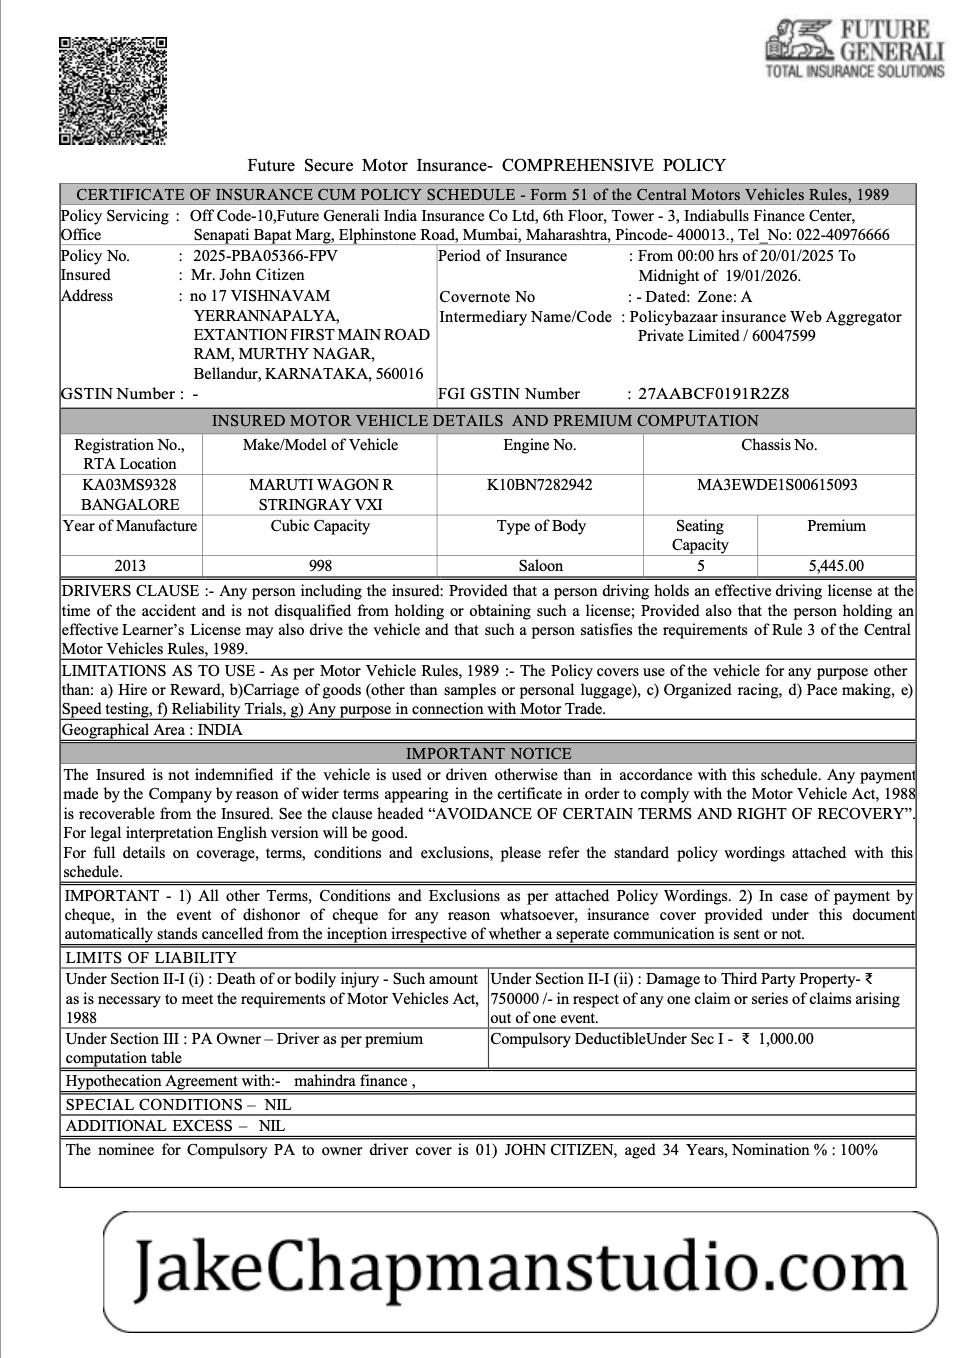 FUTURE
GENERALI
TOTAL INSURANCE SOLUTIONS
Future Secure Motor Insurance- COMPREHENSIVE POLICY
CERTIFICATE OF INSURANCE CUM POLICY SCHEDULE - Form 51 of the Central Motors Vehicles Rules, 1989
Policy Servicing : Off Code-10,Future Generali India Insurance Co Ltd, 6th Floor, Tower - 3, Indiabulls Finance Center,
Office Senapati Bapat Marg, Elphinstone Road, Mumbai, Maharashtra, Pincode- 400013., Tel_No: 022-40976666
Policy No. : 2025-PBA05366-FPV
Insured : Mr. John Citizen
Address : no 17 VISHNAVAM
YERRANNAPALYA,
EXTANTION FIRST MAIN ROAD
RAM, MURTHY NAGAR,
Bellandur, KARNATAKA, 560016
GSTIN Number : -
Period of Insurance : From 00:00 hrs of 20/01/2025 To
Midnight of 19/01/2026.
Covernote No : - Dated: Zone: A
Intermediary Name/Code : Policybazaar insurance Web Aggregator
Private Limited / 60047599
FGI GSTIN Number : 27AABCF0191R2Z8
INSURED MOTOR VEHICLE DETAILS AND PREMIUM COMPUTATION
Registration No., Make/Model of Vehicle Engine No. Chassis No.
RTA Location
KA03MS9328 MARUTI WAGON R K10BN7282942 MA3EWDE1S00615093
BANGALORE STRINGRAY VXI
Year of Manufacture Cubic Capacity Type of Body Seating Premium
Capacity
2013 998 Saloon 5 5,445.00
DRIVERS CLAUSE :- Any person including the insured: Provided that a person driving holds an effective driving license at the
time of the accident and is not disqualified from holding or obtaining such a license; Provided also that the person holding an
effective Learner’s License may also drive the vehicle and that such a person satisfies the requirements of Rule 3 of the Central
Motor Vehicles Rules, 1989.
LIMITATIONS AS TO USE - As per Motor Vehicle Rules, 1989 :- The Policy covers use of the vehicle for any purpose other
than: a) Hire or Reward, b)Carriage of goods (other than samples or personal luggage), c) Organized racing, d) Pace making, e)
Speed testing, f) Reliability Trials, g) Any purpose in connection with Motor Trade.
Geographical Area : INDIA
IMPORTANT NOTICE
The Insured is not indemnified if the vehicle is used or driven otherwise than in accordance with this schedule. Any payment
made by the Company by reason of wider terms appearing in the certificate in order to comply with the Motor Vehicle Act, 1988
is recoverable from the Insured. See the clause headed “AVOIDANCE OF CERTAIN TERMS AND RIGHT OF RECOVERY”.
For legal interpretation English version will be good.
For full details on coverage, terms, conditions and exclusions, please refer the standard policy wordings attached with this
schedule.
IMPORTANT - 1) All other Terms, Conditions and Exclusions as per attached Policy Wordings. 2) In case of payment by
cheque, in the event of dishonor of cheque for any reason whatsoever, insurance cover provided under this document
automatically stands cancelled from the inception irrespective of whether a seperate communication is sent or not.
LIMITS OF LIABILITY
Under Section II-I (i) : Death of or bodily injury - Such amount
as is necessary to meet the requirements of Motor Vehicles Act,
1988
Under Section II-I (ii) : Damage to Third Party Property- ₹
750000 /- in respect of any one claim or series of claims arising
out of one event.
Under Section III : PA Owner – Driver as per premium
computation table
Compulsory DeductibleUnder Sec I - ₹ 1,000.00
Hypothecation Agreement with:- mahindra finance ,
SPECIAL CONDITIONS – NIL
ADDITIONAL EXCESS – NIL
The nominee for Compulsory PA to owner driver cover is 01) JOHN CITIZEN, aged 34 Years, Nomination % : 100%
JakeChapmanstudio.com